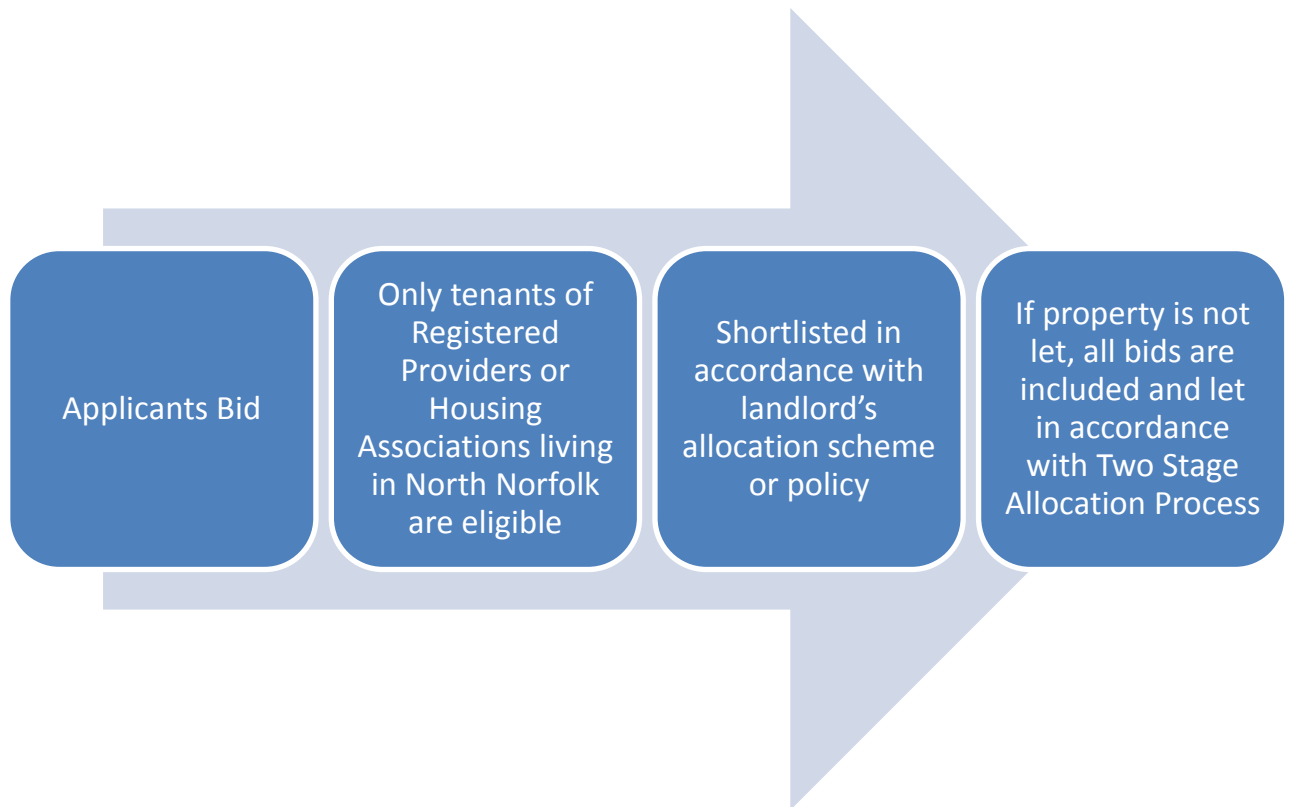 Applicants Bid
Only tenants of
Registered
Providers or
Housing
Associations living
in North Norfolk
are eligible
Shortlisted in
accordance with
landlord’s
allocation scheme
or policy
If property is not
let, all bids are
included and let
in accordance
with Two Stage
Allocation Process